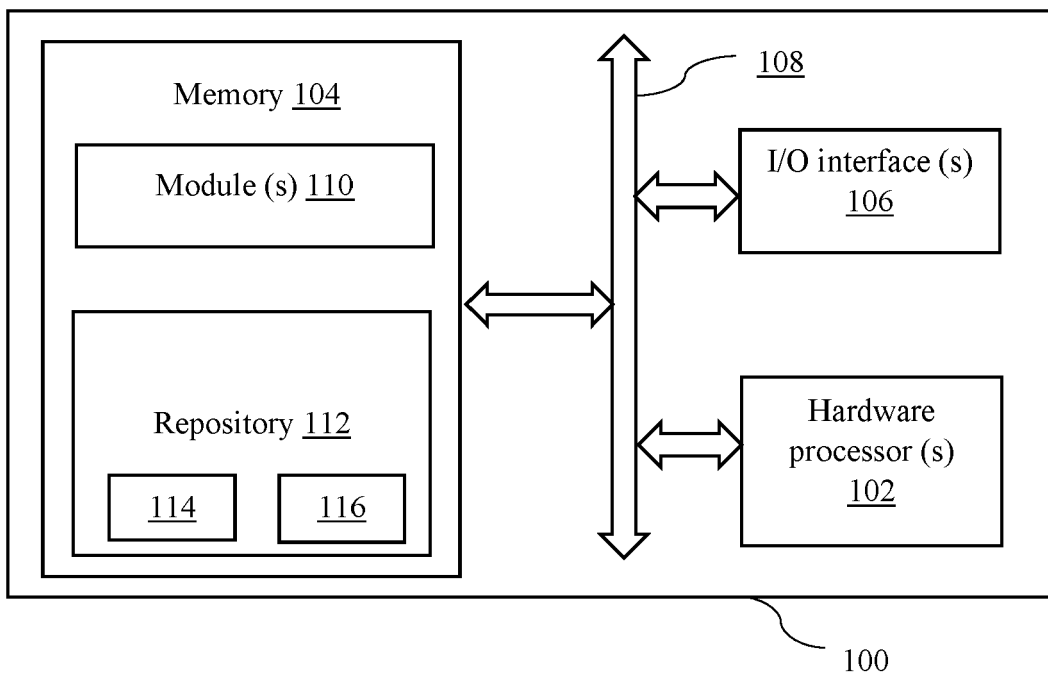 Memory 104
Module (s) 110
Repository 112
114
116
108
I/O interface (s)
106
Hardware
processor (s)
102
100